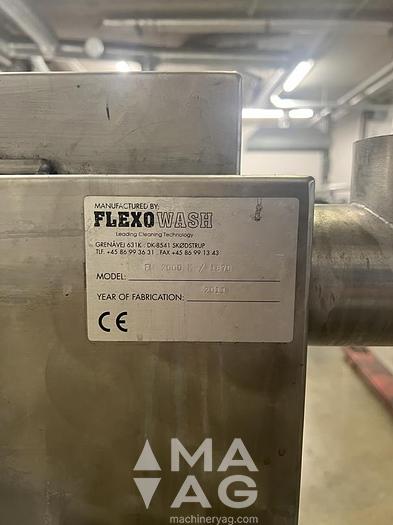 MANUFACTURED BY:
FLEXOWASH
Leading Cleaning Technology
GRENÅVEJ 631K . DK-8541 SKØDSTRUP
TLF. +45 86 99 36 31 . FAX +45 86 99 13 43
MODEL:
YEAR OF FABRICATION:
CE
MA
AG
machineryag.com